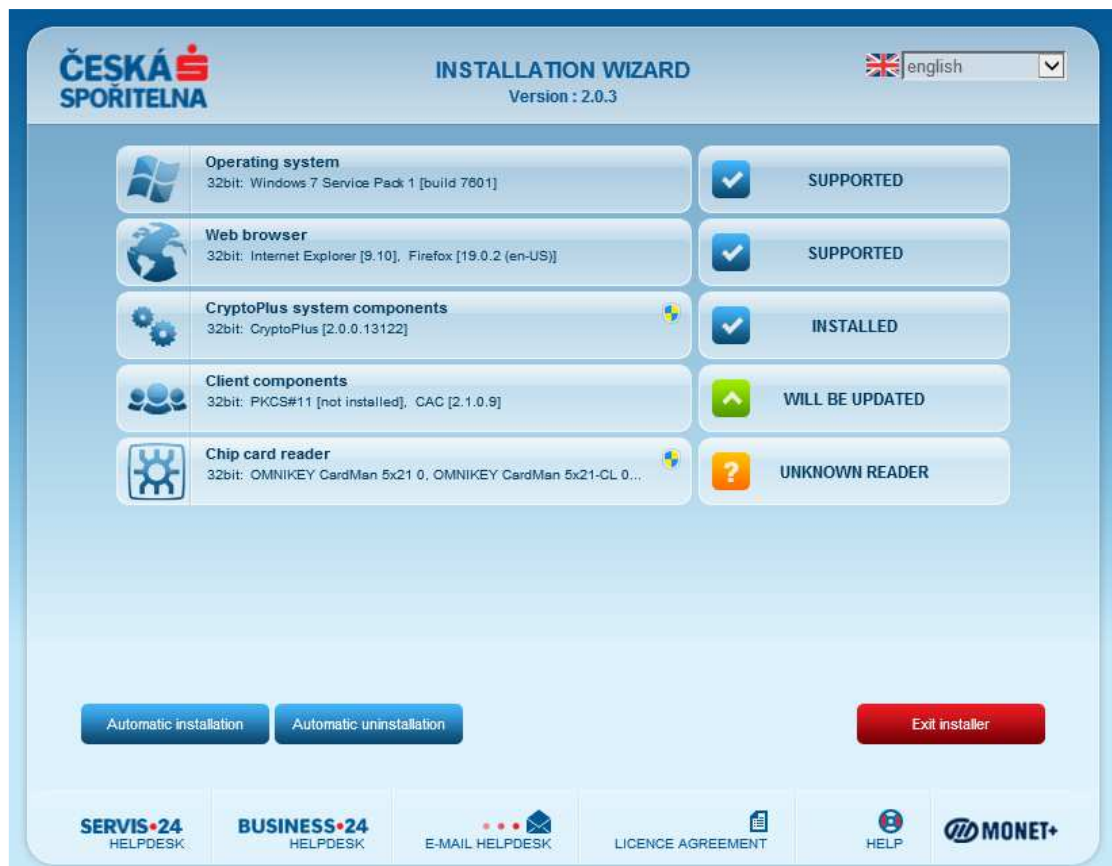 ČESKÁ
SPOŘITELNA
INSTALLATION WIZARD
Version : 2.0.3
english
Operating system
32bit: Windows 7 Service Pack 1 [build 7601]
SUPPORTED
Web browser
32bit: Internet Explorer [9.10], Firefox [19.0.2 (en-US)]
SUPPORTED
CryptoPlus system components
32bit: CryptoPlus [2.0.0.13122]
INSTALLED
Client components
32bit: PKCS#11 [not installed], CAC [2.1.0.9]
WILL BE UPDATED
Chip card reader
32bit: OMNIKEY CardMan 5x21 0, OMNIKEY CardMan 5x21-CL 0...
UNKNOWN READER
Automatic installation
Automatic uninstallation
Exit installer
SERVIS•24
HELPDESK
BUSINESS•24
HELPDESK
E-MAIL HELPDESK
LICENCE AGREEMENT
HELP
MONET+